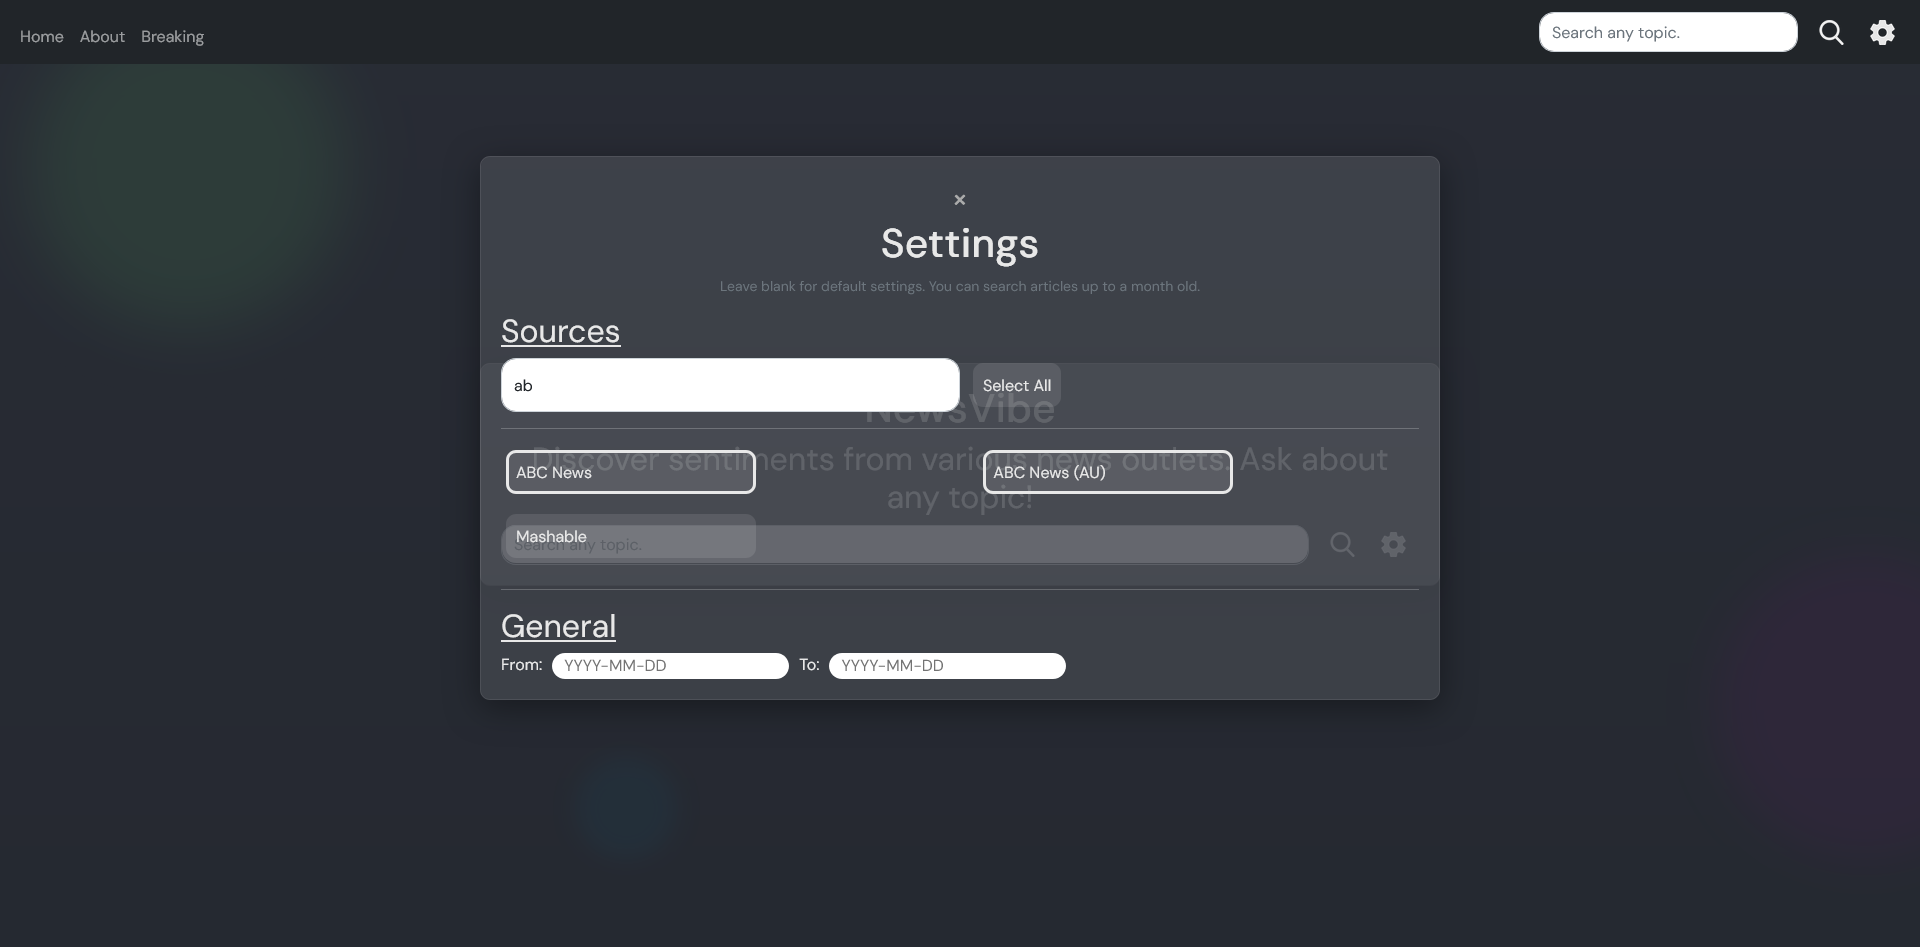 Home About Breaking
Search any topic.
×
Settings
Leave blank for default settings. You can search articles up to a month old.
Sources
ab
Select All
NewsVibe
Discover sentiments from various news outlets. Ask about
any topic!
ABC News
ABC News (AU)
Mashable
Search any topic.
General
From: YYYY-MM-DD To: YYYY-MM-DD